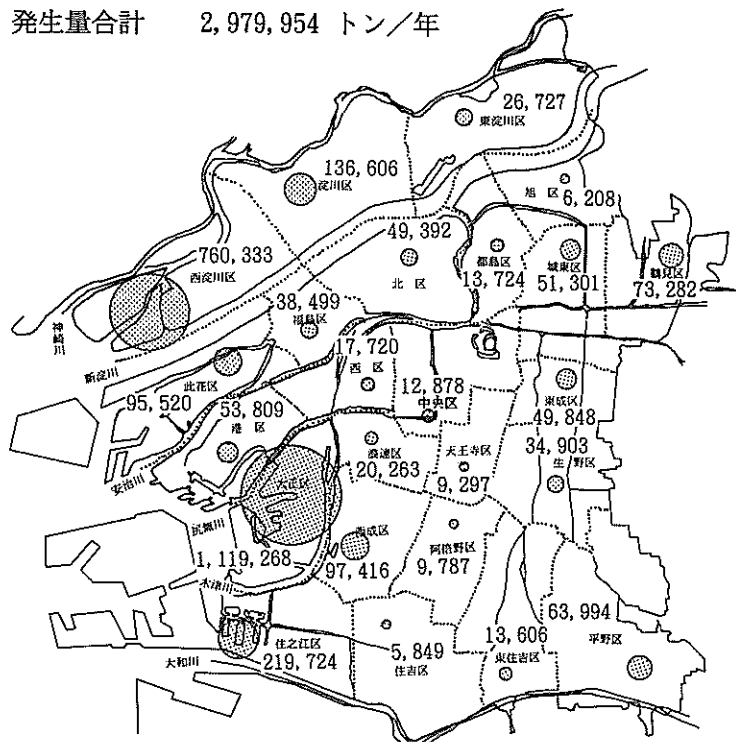 発生量合計 2,979,954 トン／年
26,727
東淀川区
136,606
淀川区
旭区
6,208
49,392
北区
都島区
13,724
城東区
51,301
鶴見区
73,282
760,333
西淀川区
38,499
福島区
神崎川
新淀川
17,720
西区
此花区
95,520
12,878
中央区
東成区
49,848
53,809
港区
34,903
生野区
浪速区
20,263
天王寺区
9,297
安治川
大正区
尻無川
1,119,268
木津川
西成区
97,416
阿倍野区
9,787
63,994
平野区
13,606
東住吉区
5,849
住吉区
住之江区
219,724
大和川